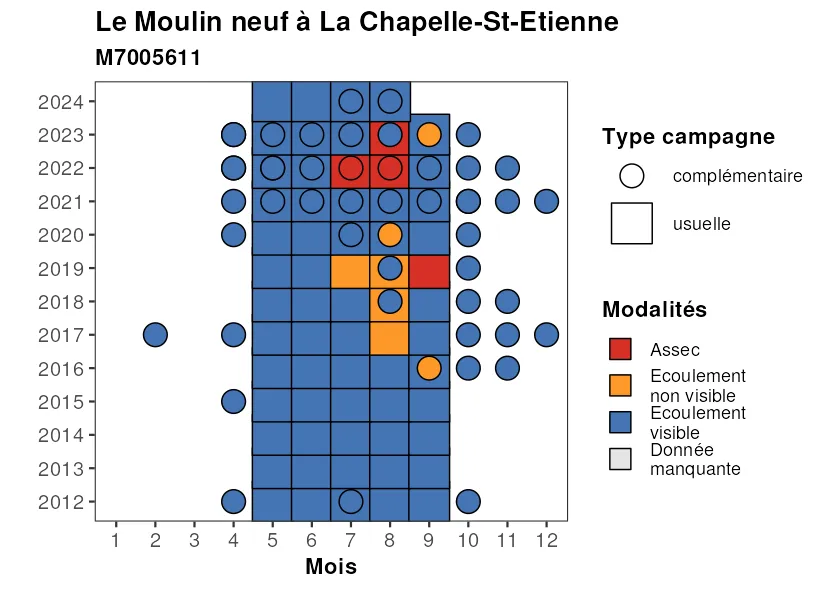 Le Moulin neuf à La Chapelle-St-Etienne
M7005611
2024
2023
2022
2021
2020
2019
2018
2017
2016
2015
2014
2013
2012
1 2 3 4 5 6 7 8 9 10 11 12
Mois
Type campagne
complémentaire
usuelle
Modalités
Assec
Ecoulement
non visible
Ecoulement
visible
Donnée
manquante